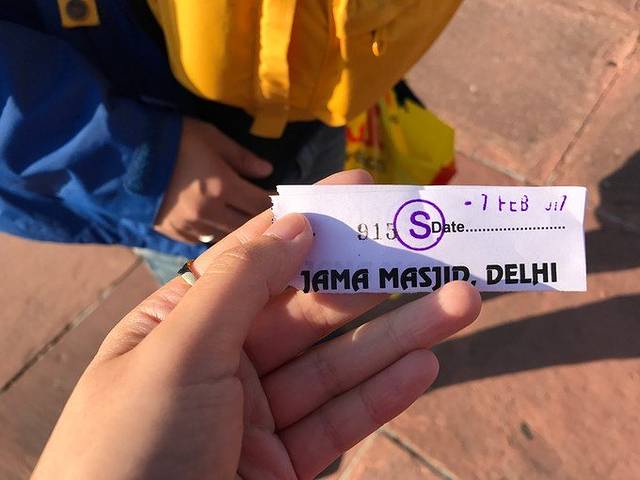 - 7 FEB 
915 S Date..........................
JAMA MASJID, DELHI